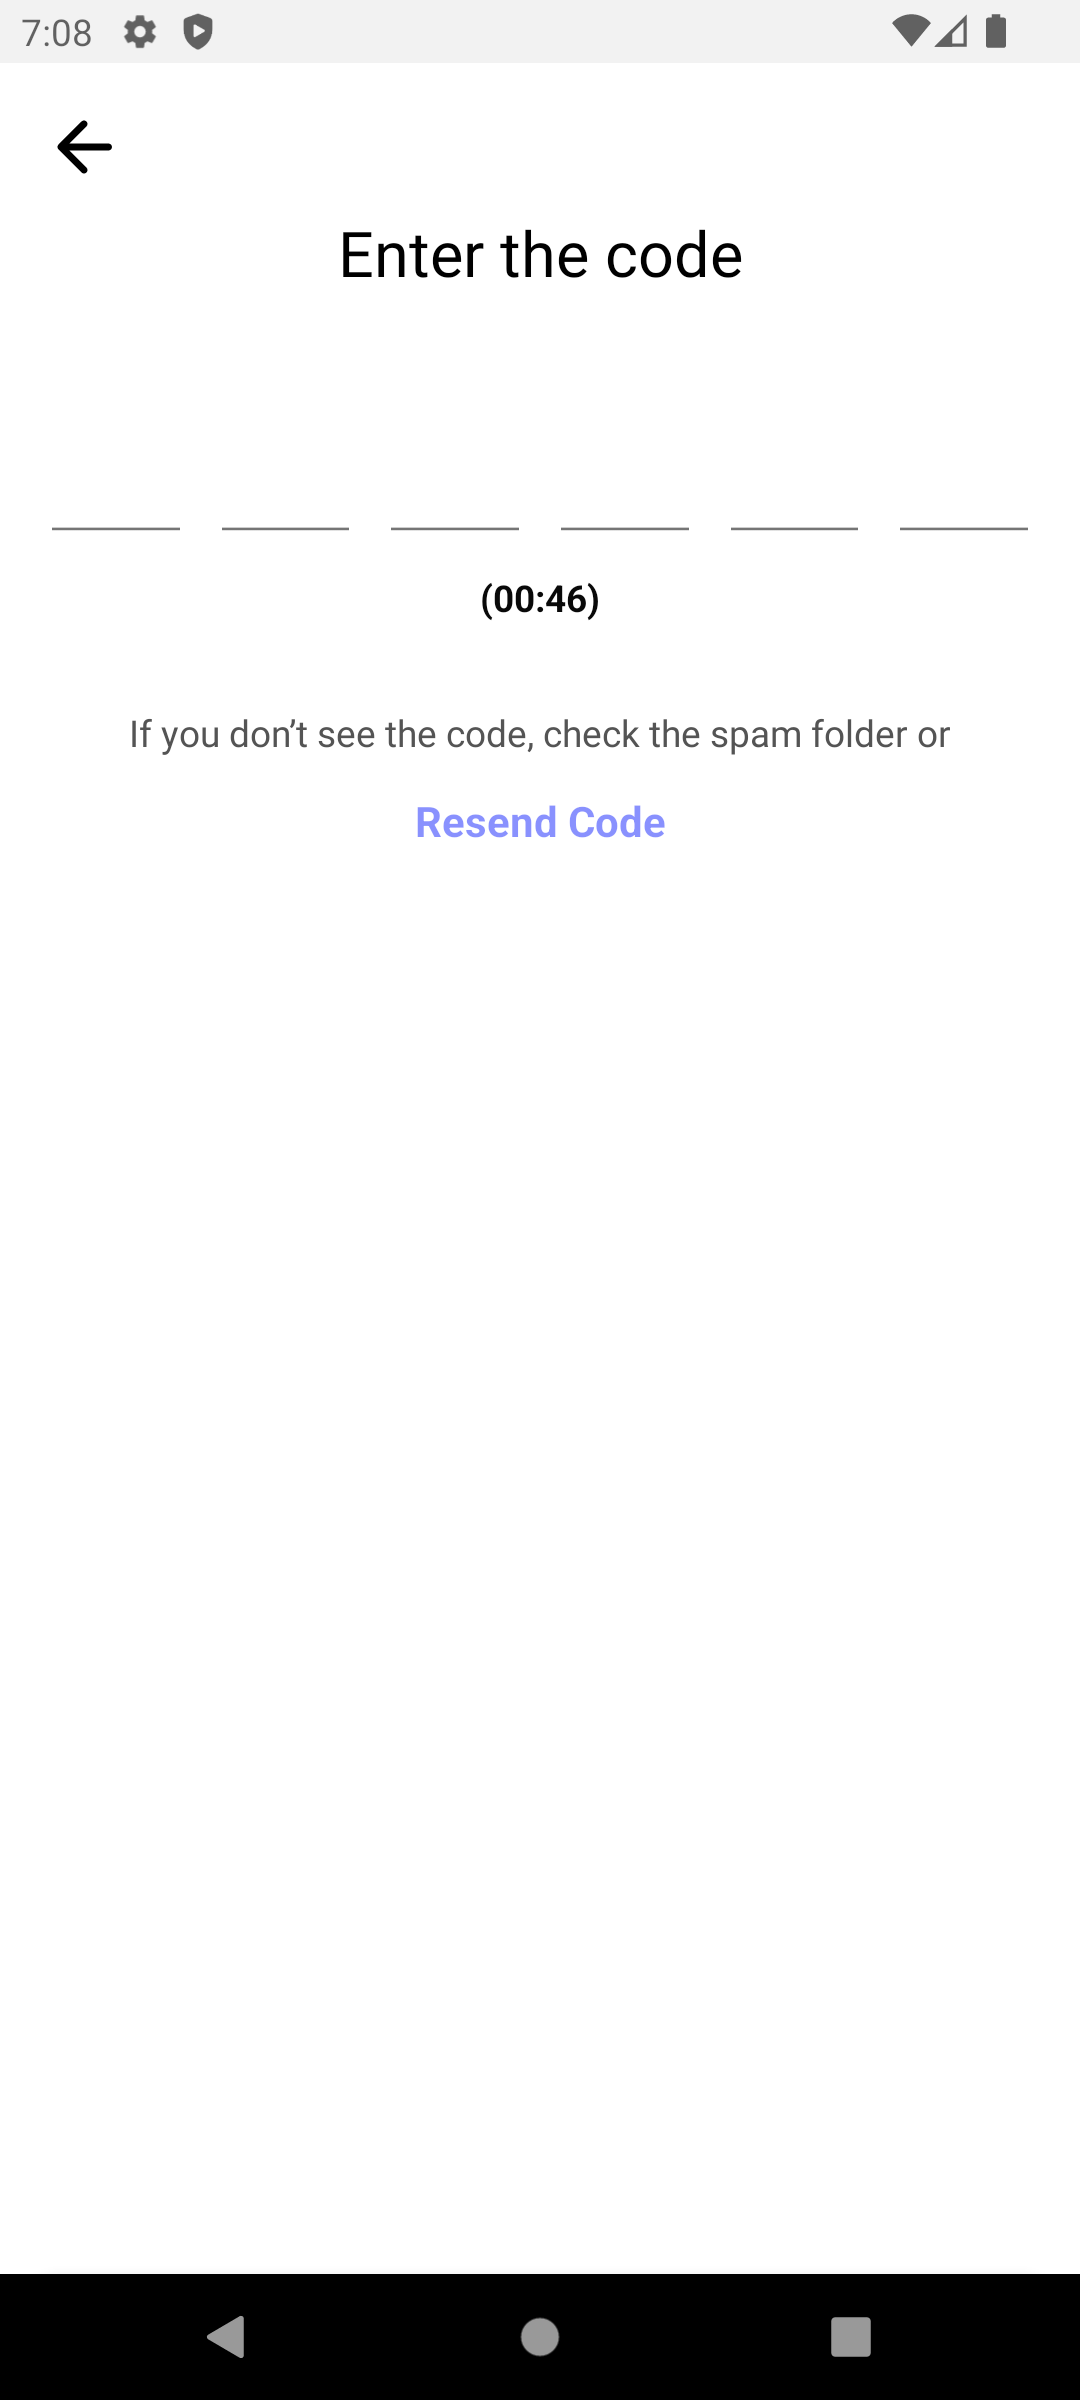 7:08
Enter the code
(00:46)
If you don’t see the code, check the spam folder or
Resend Code